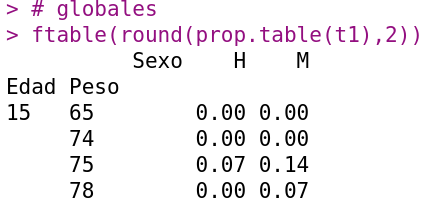 > # globales
> ftable(round(prop.table(t1),2))
Sexo H M
Edad Peso
15 65 0.00 0.00
74 0.00 0.00
75 0.07 0.14
78 0.00 0.07